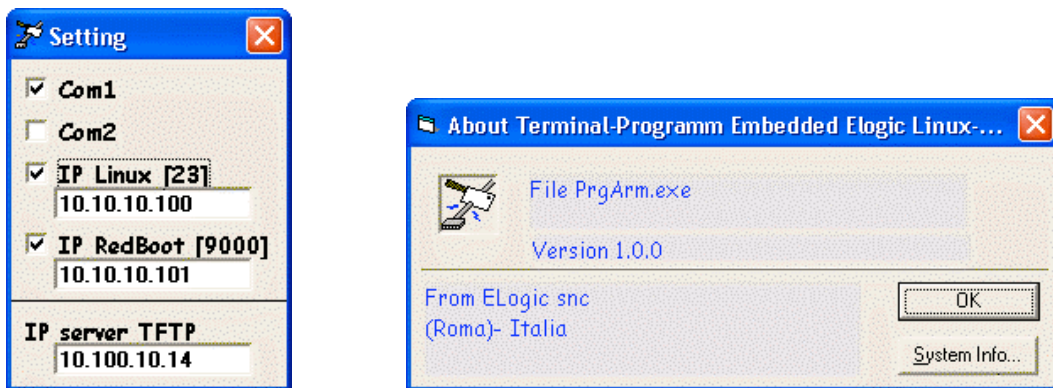 Setting
Com1
Com2
IP Linux [23]
10.10.10.100
IP RedBoot [9000]
10.10.10.101
IP server TFTP
10.100.10.14
About Terminal-Programm Embedded Elogic Linux-...
File PrgArm.exe
Version 1.0.0
From ELogic snc
(Roma)- Italia
OK
System Info...